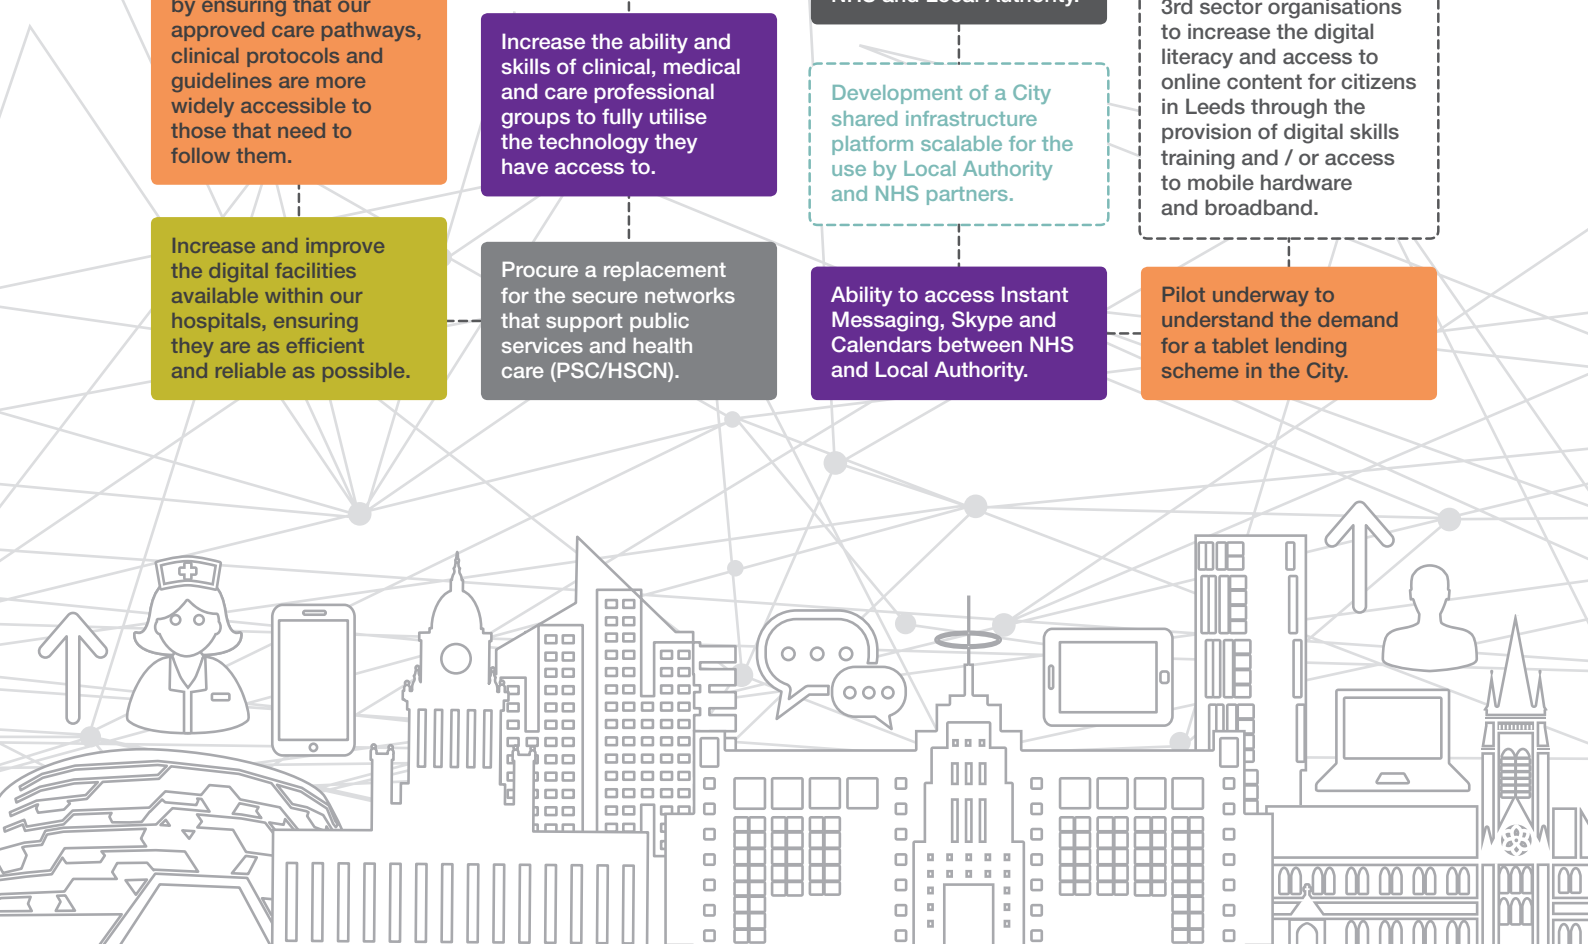 by ensuring that our
approved care pathways,
clinical protocols and
guidelines are more
widely accessible to
those that need to
follow them.
Increase and improve
the digital facilities
available within our
hospitals, ensuring
they are as efficient
and reliable as possible.
Increase the ability and
skills of clinical, medical
and care professional
groups to fully utilise
the technology they
have access to.
Procure a replacement
for the secure networks
that support public
services and health
care (PSC/HSCN).
NHS and Local Authority.
Development of a City
shared infrastructure
platform scalable for the
use by Local Authority
and NHS partners.
Ability to access Instant
Messaging, Skype and
Calendars between NHS
and Local Authority.
3rd sector organisations
to increase the digital
literacy and access to
online content for citizens
in Leeds through the
provision of digital skills
training and / or access
to mobile hardware
and broadband.
Pilot underway to
understand the demand
for a tablet lending
scheme in the City.